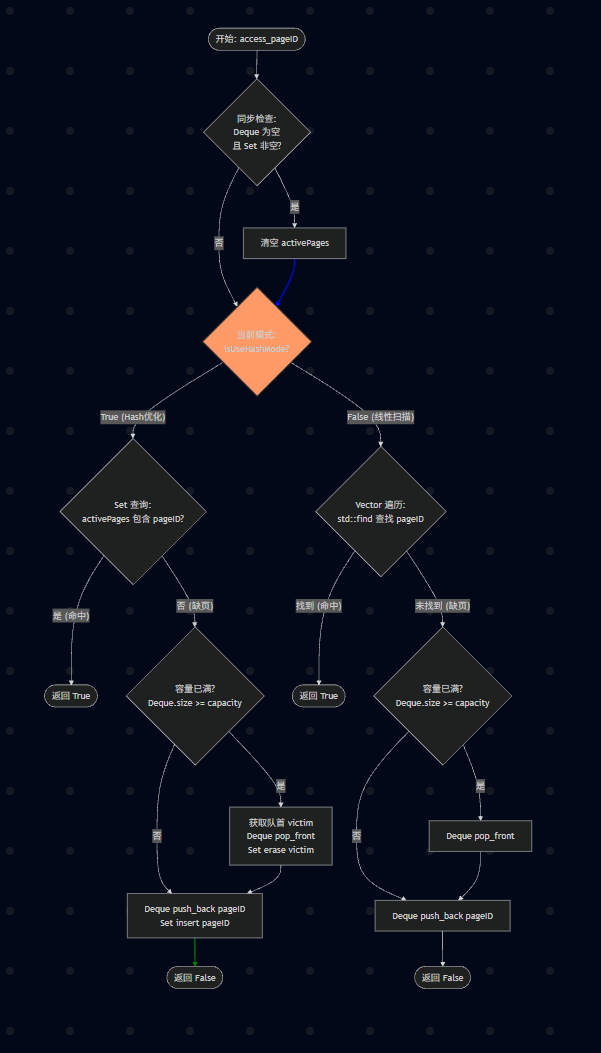 开始: access_pageID
同步检查:
Deque 为空
且 Set 非空?
是
否
清空 activePages
当前模式:
isUseHashMode?
True (Hash优化)
False (线性扫描)
Set 查询:
activePages 包含 pageID?
Vector 遍历:
std::find 查找 pageID
是 (命中)
否 (缺页)
找到 (命中)
未找到 (缺页)
返回 True
容量已满?
Deque.size >= capacity
返回 True
容量已满?
Deque.size >= capacity
是
是
否
获取队首 victim
Deque pop_front
Set erase victim
否
Deque pop_front
Deque push_back pageID
Set insert pageID
Deque push_back pageID
返回 False
返回 False